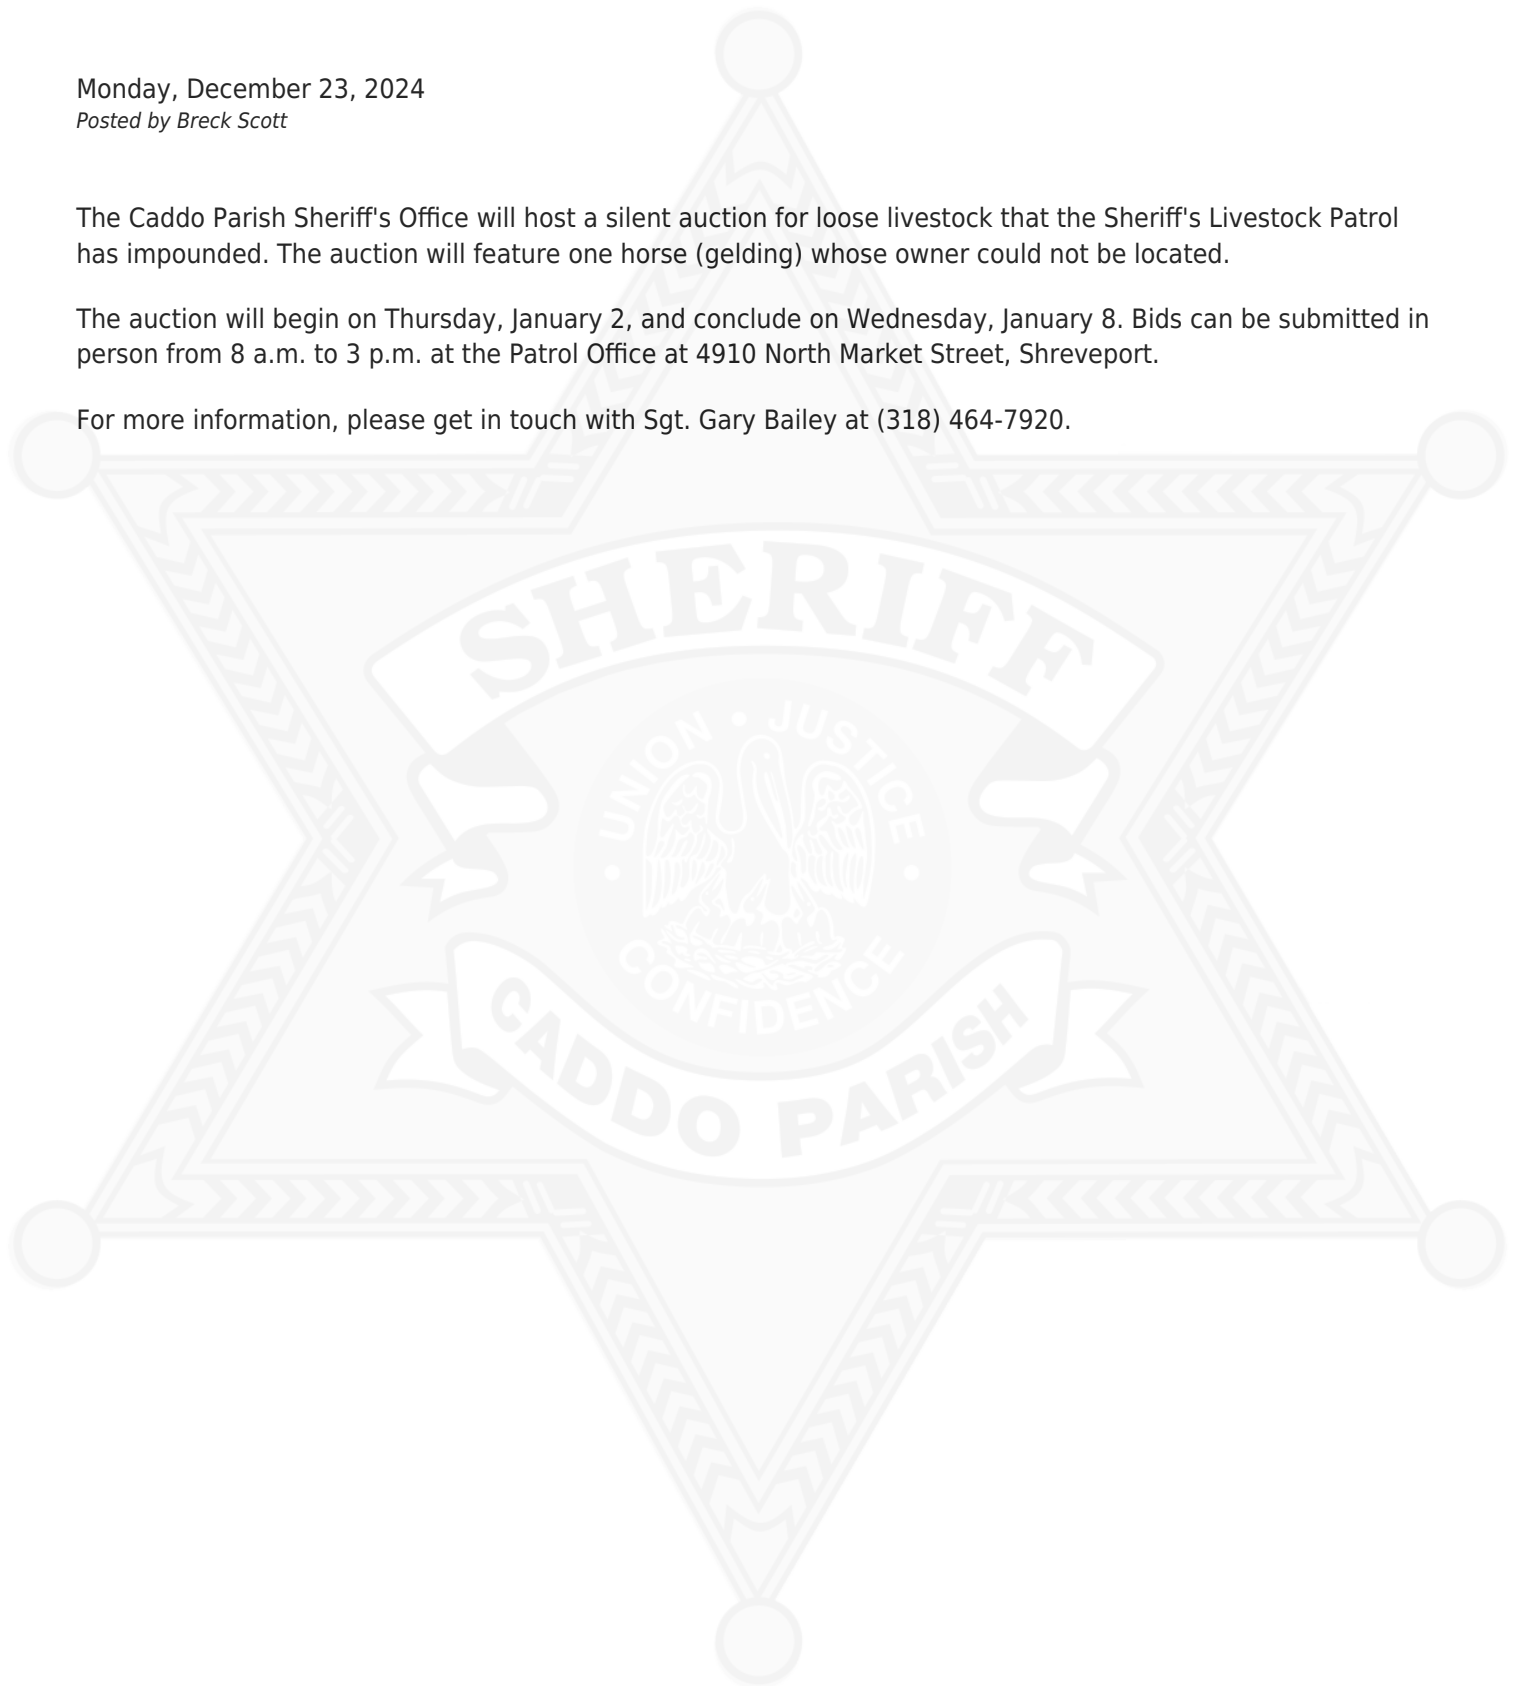 Monday, December 23, 2024
Posted by Breck Scott
The Caddo Parish Sheriff's Office will host a silent auction for loose livestock that the Sheriff's Livestock Patrol
has impounded. The auction will feature one horse (gelding) whose owner could not be located.
The auction will begin on Thursday, January 2, and conclude on Wednesday, January 8. Bids can be submitted in
person from 8 a.m. to 3 p.m. at the Patrol Office at 4910 North Market Street, Shreveport.
For more information, please get in touch with Sgt. Gary Bailey at (318) 464-7920.
SHERIFF
UNION • JUSTICE
• CONFIDENCE •
CADDO PARISH